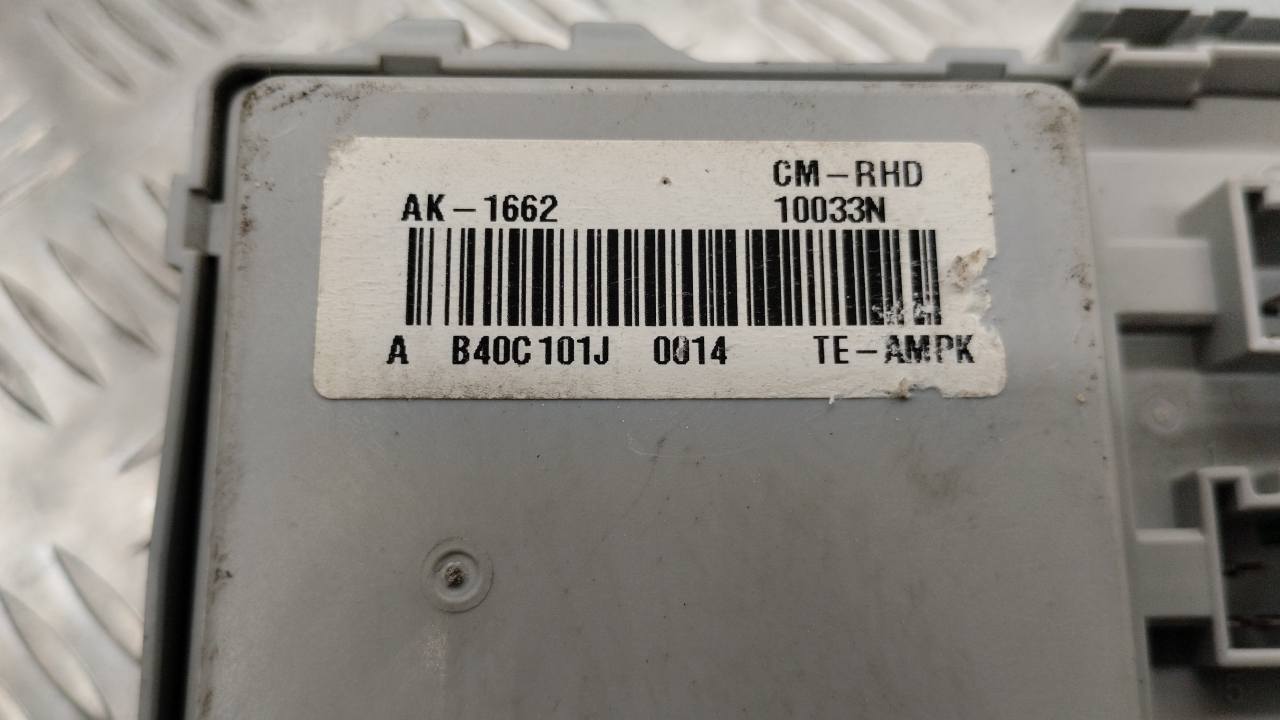 CM-RHD
AK-1662 10033N
A B40C101J 0014 TE-AMPK